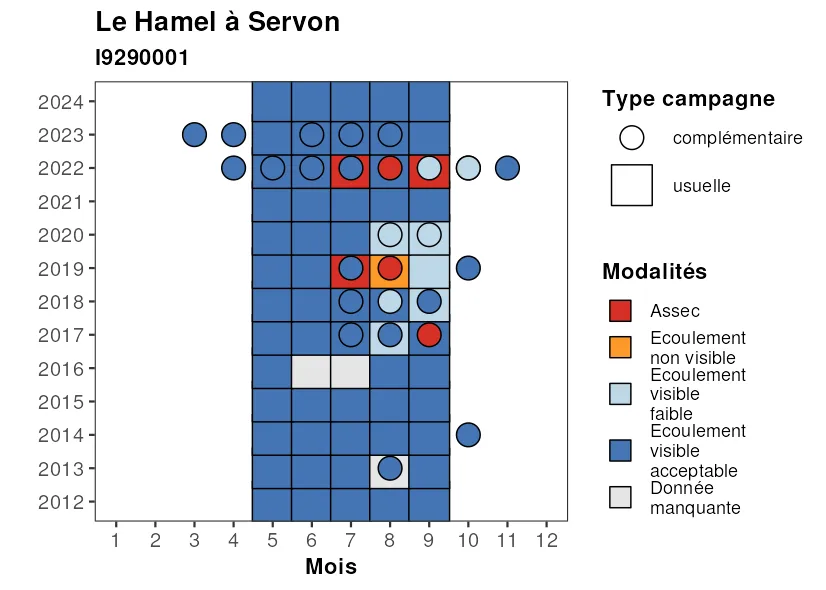 Le Hamel à Servon
I9290001
2024
2023
2022
2021
2020
2019
2018
2017
2016
2015
2014
2013
2012
1 2 3 4 5 6 7 8 9 10 11 12
Mois
Type campagne
complémentaire
usuelle
Modalités
Assec
Ecoulement
non visible
Ecoulement
visible
faible
Ecoulement
visible
acceptable
Donnée
manquante